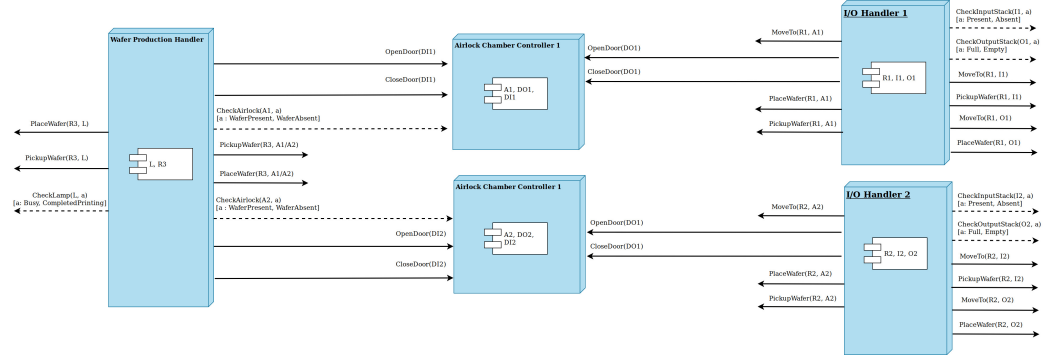 Wafer Production Handler
PlaceWafer(R3, L)
PickupWafer(R3, L)
CheckLamp(L, a)
[a: Busy, CompletedPrinting]
L, R3
OpenDoor(DI1)
CloseDoor(DI1)
CheckAirlock(A1, a)
[a : WaferPresent, WaferAbsent]
PickupWafer(R3, A1/A2)
PlaceWafer(R3, A1/A2)
CheckAirlock(A2, a)
[a : WaferPresent, WaferAbsent]
OpenDoor(DI2)
CloseDoor(DI2)
Airlock Chamber Controller 1
A1, DO1,
DI1
Airlock Chamber Controller 1
A2, DO2,
DI2
OpenDoor(DO1)
CloseDoor(DO1)
MoveTo(R1, A1)
PlaceWafer(R1, A1)
PickupWafer(R1, A1)
OpenDoor(DO1)
CloseDoor(DO1)
MoveTo(R2, A2)
PlaceWafer(R2, A2)
PickupWafer(R2, A2)
I/O Handler 1
R1, I1, O1
CheckInputStack(I1, a)
[a: Present, Absent]
CheckOutputStack(O1, a)
[a: Full, Empty]
MoveTo(R1, I1)
PickupWafer(R1, I1)
MoveTo(R1, O1)
PlaceWafer(R1, O1)
I/O Handler 2
R2, I2, O2
CheckInputStack(I2, a)
[a: Present, Absent]
CheckOutputStack(O2, a)
[a: Full, Empty]
MoveTo(R2, I2)
PickupWafer(R2, I2)
MoveTo(R2, O2)
PlaceWafer(R2, O2)